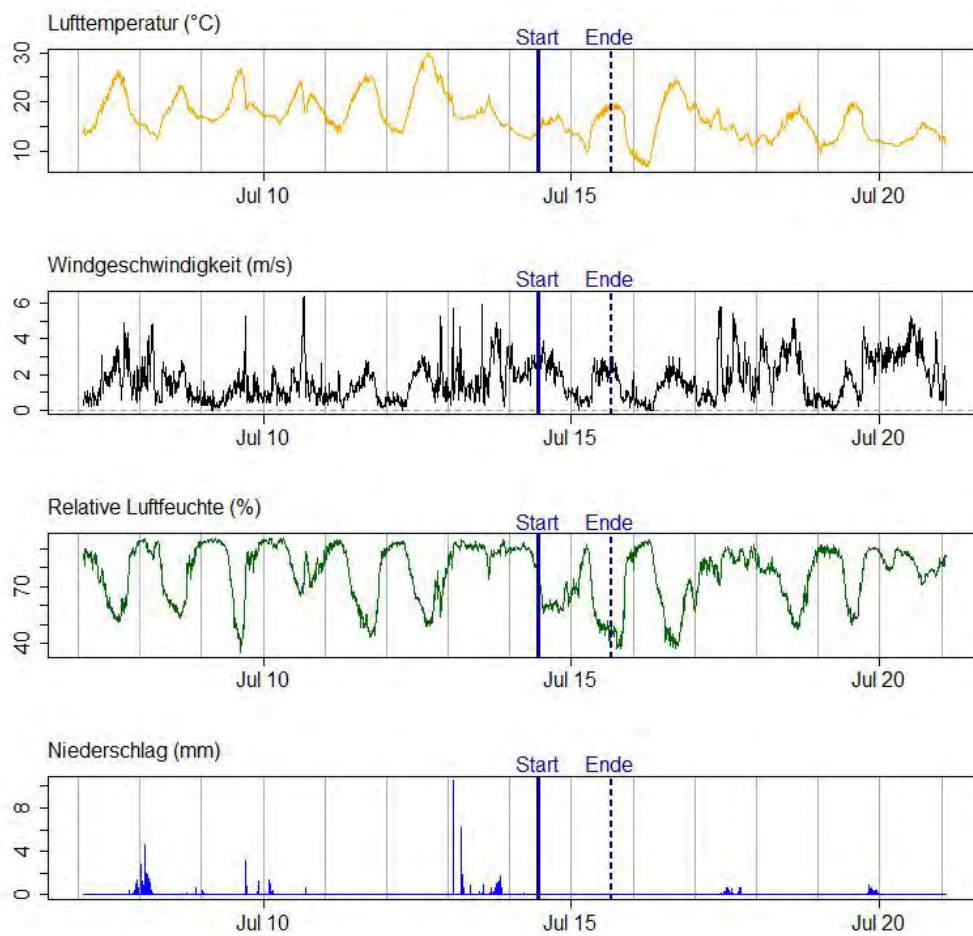 Lufttemperatur (°C)
Start Ende
30
20
10
Jul 10 Jul 15 Jul 20
Windgeschwindigkeit (m/s)
Start Ende
6
4
2
0
Jul 10 Jul 15 Jul 20
Relative Luftfeuchte (%)
Start Ende
70
40
Jul 10 Jul 15 Jul 20
Niederschlag (mm)
Start Ende
8
4
0
Jul 10 Jul 15 Jul 20